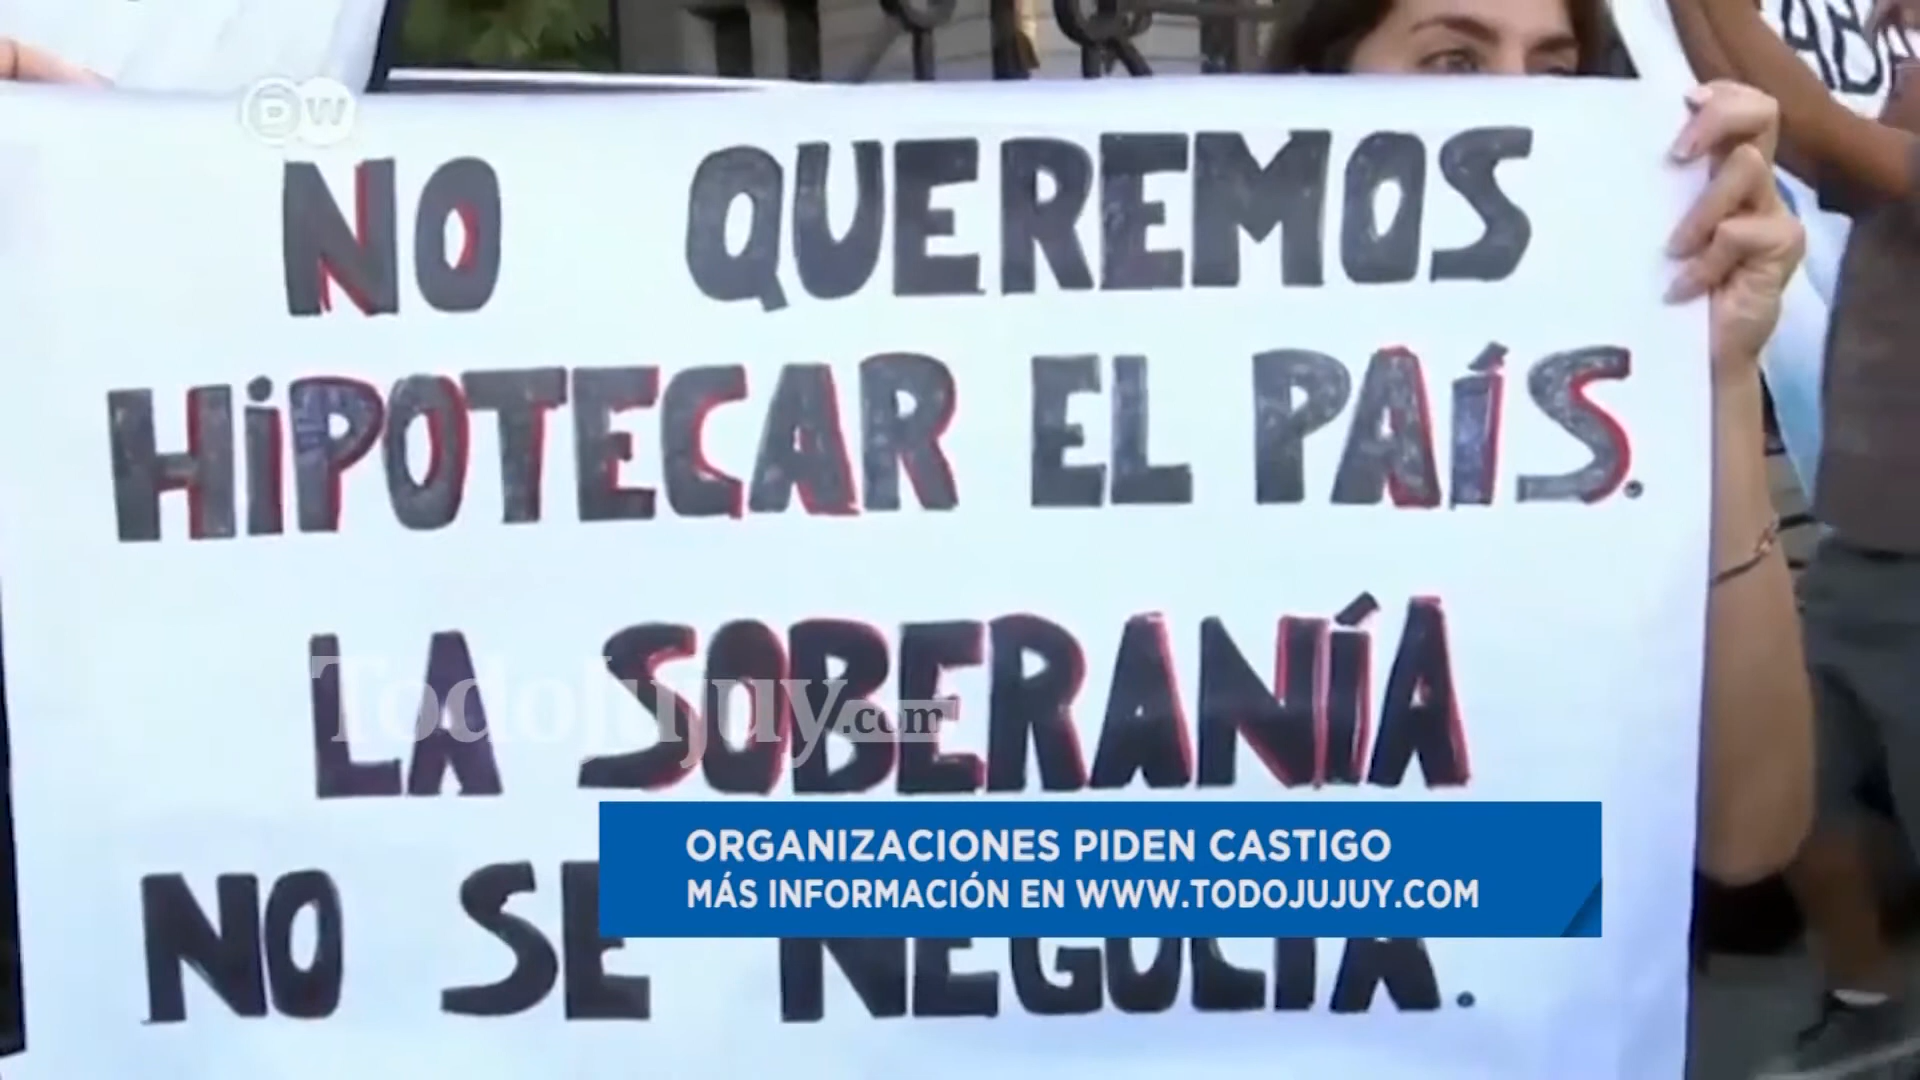 DW
NO QUEREMOS
HIPOTECAR EL PAÍS.
LA SOBERANÍA
TodoJujuy.com
ORGANIZACIONES PIDEN CASTIGO
MÁS INFORMACIÓN EN WWW.TODOJUJUY.COM
NO SE NEGOCIA.